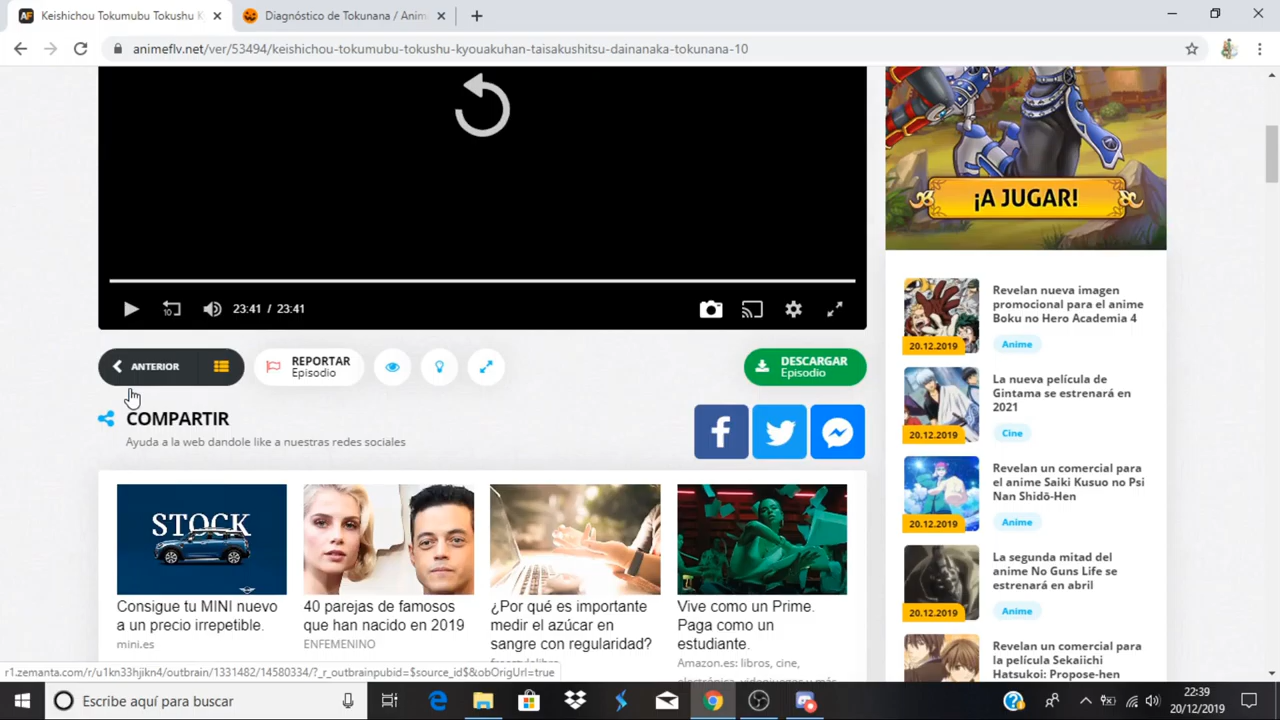 Keishichou Tokumubu Tokushu K
Diagnóstico de Tokunana / Anim
animeflv.net/ver/53494/keishichou-tokumubu-tokushu-kyouakuhan-taisakushitsu-dainanaka-tokunana-10
¡A JUGAR!
10
23:41 / 23:41
ANTERIOR
REPORTAR
Episodio
DESCARGAR
Episodio
COMPARTIR
Ayuda a la web dandole like a nuestras redes sociales
STOCK
Consigue tu MINI nuevo
a un precio irrepetible.
mini.es
40 parejas de famosos
que han nacido en 2019
ENFEMENINO
¿Por qué es importante
medir el azúcar en
sangre con regularidad?
Vive como un Prime.
Paga como un
estudiante.
Amazon.es: libros, cine,
Revelan nueva imagen
promocional para el anime
Boku no Hero Academia 4
20.12.2019
Anime
La nueva película de
Gintama se estrenará en
2021
20.12.2019
Cine
Revelan un comercial para
el anime Saiki Kusuo no Psi
Nan Shidō-Hen
20.12.2019
Anime
La segunda mitad del
anime No Guns Life se
estrenará en abril
20.12.2019
Anime
Revelan un comercial de
la película Sekaiichi
Hatsukoi: Propose-hen
r1.zemanta.com/r/u1kn33hjikn4/outbrain/1331482/14580334/?_r_outbrainpubid=$source_id$&obOrigUrl=true
Escribe aquí para buscar
22:39
20/12/2019